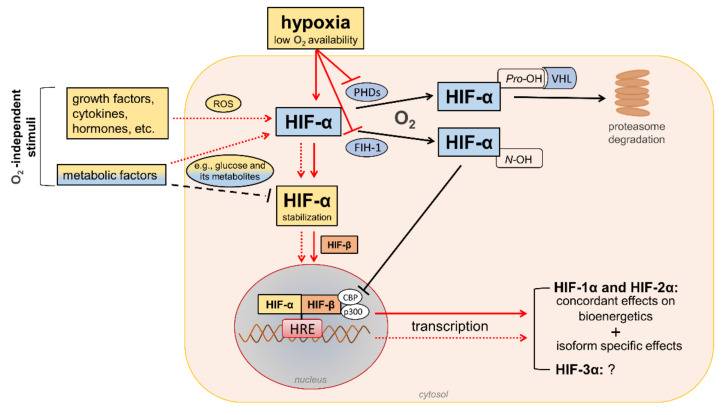 hypoxia
low O2 availability
O2-independent
stimuli
growth factors,
cytokines,
hormones, etc.
metabolic factors
ROS
e.g., glucose and
its metabolites
HIF-α
PHDs
FIH-1
O2
HIF-α
Pro-OH
VHL
HIF-α
N-OH
proteasome
degradation
HIF-α
stabilization
HIF-β
HIF-α
HIF-β
CBP
p300
HRE
nucleus
transcription
cytosol
HIF-1α and HIF-2α:
concordant effects on
bioenergetics
+
isoform specific effects
HIF-3α: ?